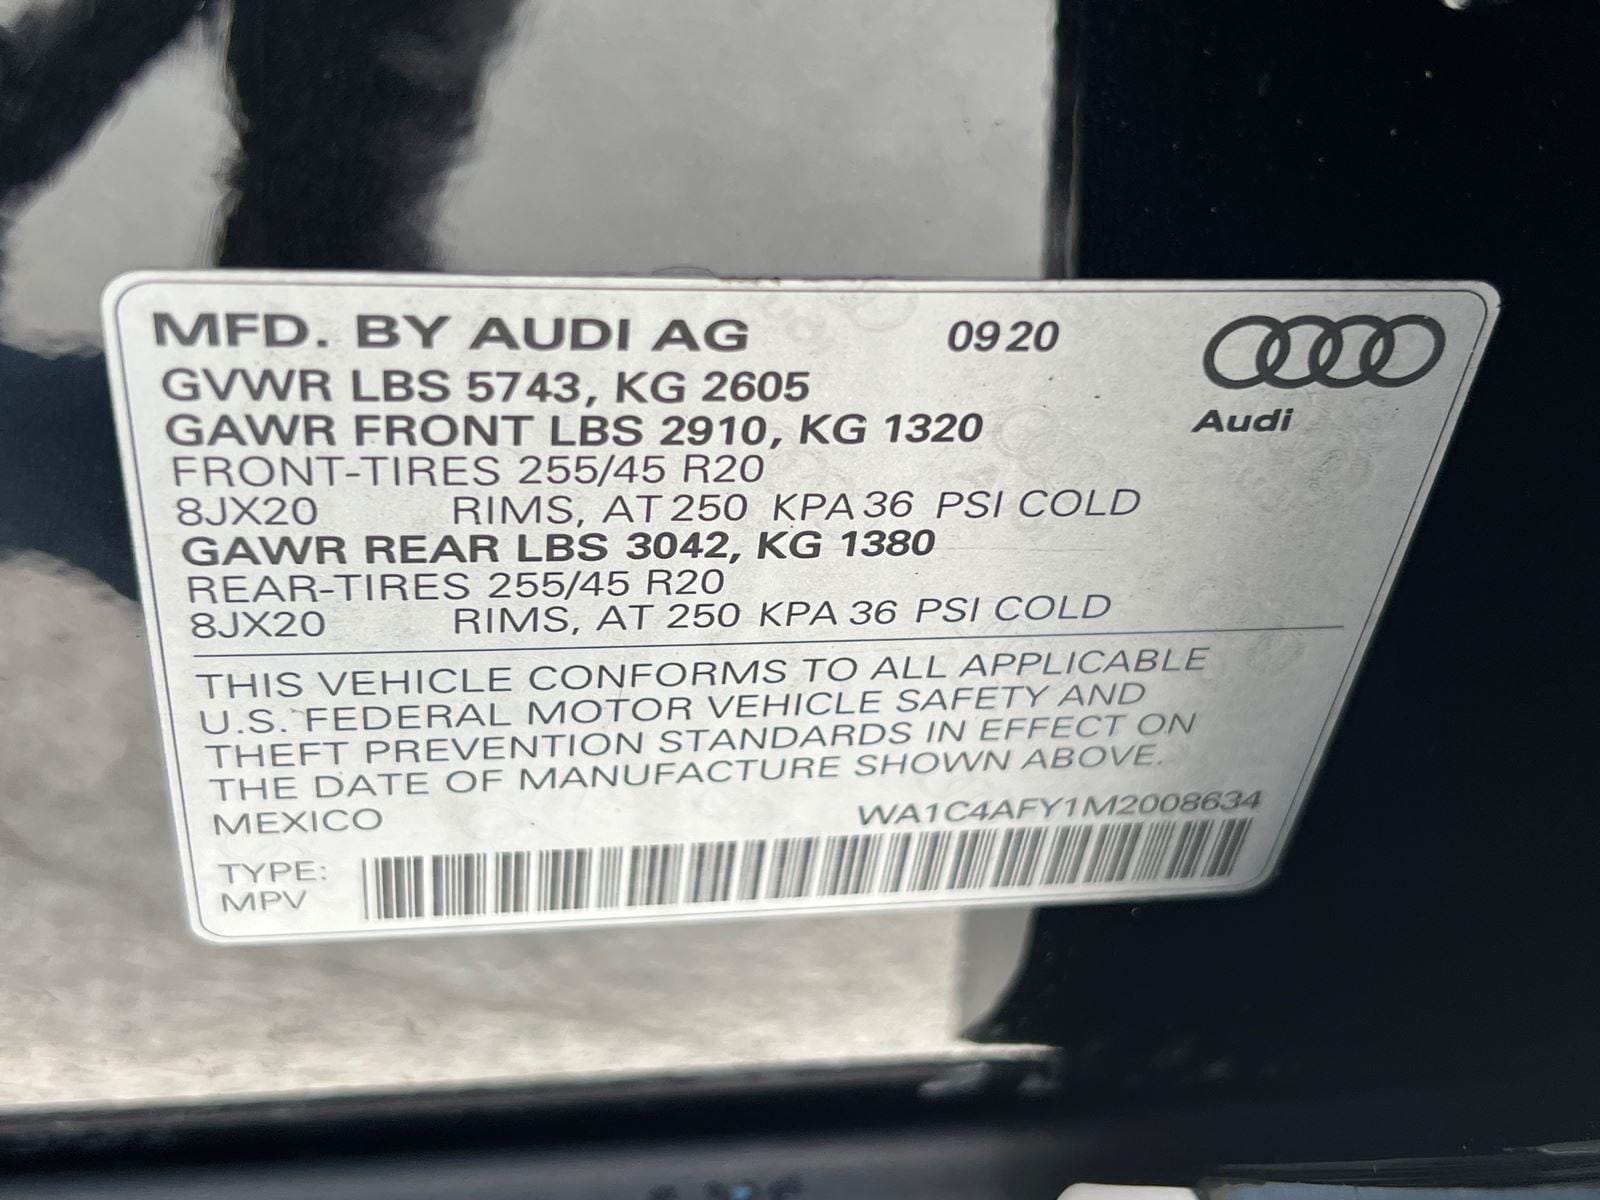 MFD. BY AUDI AG 09 20
GVWR LBS 5743, KG 2605
GAWR FRONT LBS 2910, KG 1320
Audi
FRONT-TIRES 255/45 R20
8JX20 RIMS, AT 250 KPA 36 PSI COLD
GAWR REAR LBS 3042, KG 1380
REAR-TIRES 255/45 R20
8JX20 RIMS, AT 250 KPA 36 PSI COLD
THIS VEHICLE CONFORMS TO ALL APPLICABLE
U.S. FEDERAL MOTOR VEHICLE SAFETY AND
THEFT PREVENTION STANDARDS IN EFFECT ON
THE DATE OF MANUFACTURE SHOWN ABOVE.
MEXICO WA1C4AFY1M2008634
TYPE:
MPV